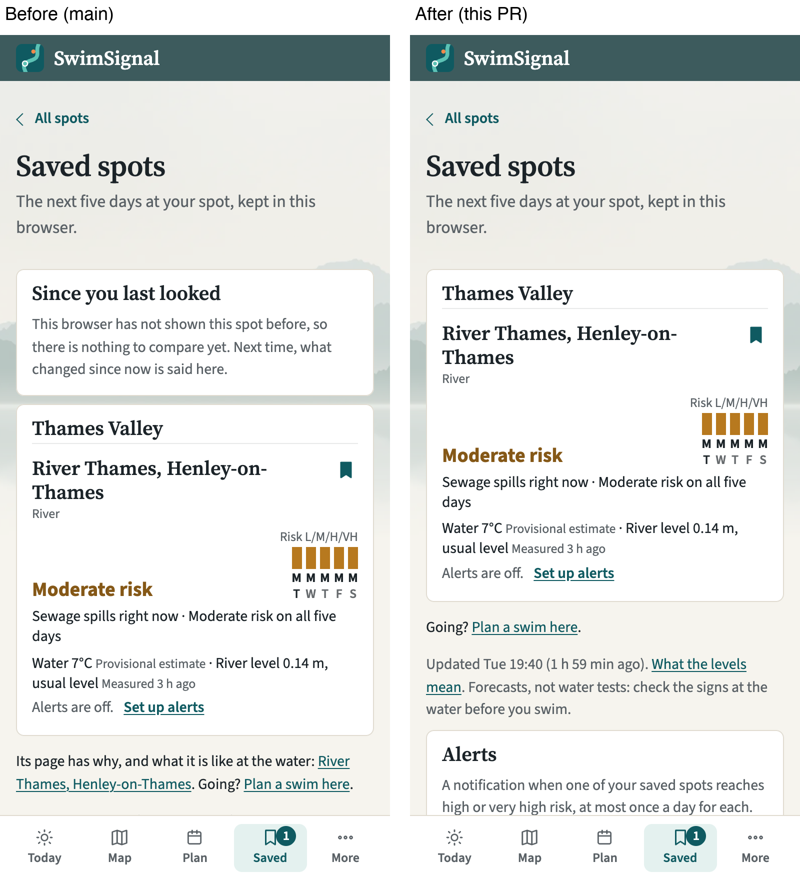 Before (main)
SwimSignal
All spots
Saved spots
The next five days at your spot, kept in this
browser.
Since you last looked
This browser has not shown this spot before, so
there is nothing to compare yet. Next time, what
changed since now is said here.
Thames Valley
River Thames, Henley-on-
Thames
River
Risk L/M/H/VH
M M M M M
Moderate risk
T W T F S
Sewage spills right now · Moderate risk on all five
days
Water 7°C Provisional estimate · River level 0.14 m,
usual level Measured 3 h ago
Alerts are off. Set up alerts
Its page has why, and what it is like at the water: River
Thames, Henley-on-Thames. Going? Plan a swim here.
Today
Map
Plan
1
Saved
More
After (this PR)
SwimSignal
All spots
Saved spots
The next five days at your spot, kept in this
browser.
Thames Valley
River Thames, Henley-on-
Thames
River
Risk L/M/H/VH
M M M M M
Moderate risk
T W T F S
Sewage spills right now · Moderate risk on all five
days
Water 7°C Provisional estimate · River level 0.14 m,
usual level Measured 3 h ago
Alerts are off. Set up alerts
Going? Plan a swim here.
Updated Tue 19:40 (1 h 59 min ago). What the levels
mean. Forecasts, not water tests: check the signs at the
water before you swim.
Alerts
A notification when one of your saved spots reaches
high or very high risk, at most once a day for each.
Today
Map
Plan
1
Saved
More